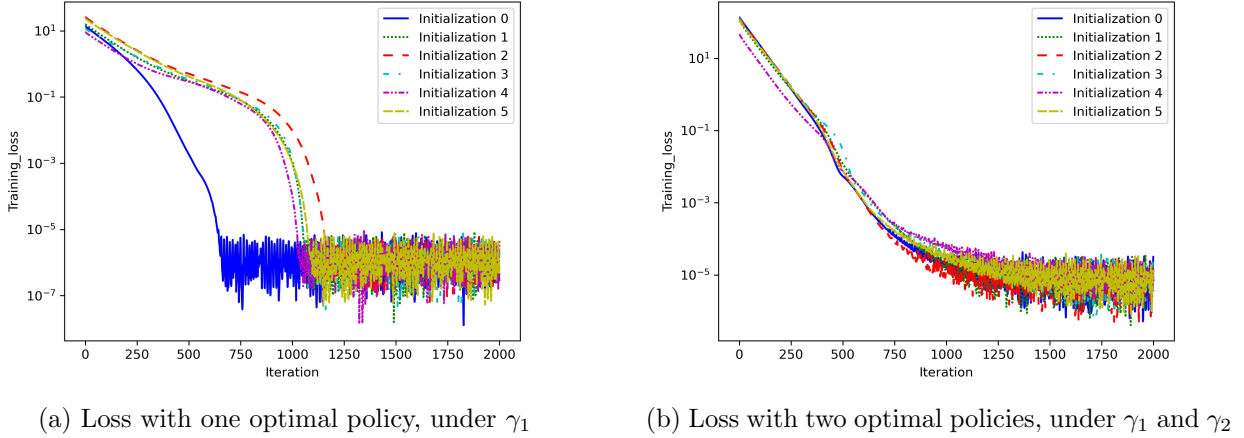 10¹
10⁻¹
10⁻³
10⁻⁵
10⁻⁷
Training_loss
0 250 500 750 1000 1250 1500 1750 2000
Iteration
Initialization 0
Initialization 1
Initialization 2
Initialization 3
Initialization 4
Initialization 5
(a) Loss with one optimal policy, under γ₁
10¹
10⁻¹
10⁻³
10⁻⁵
Training_loss
0 250 500 750 1000 1250 1500 1750 2000
Iteration
Initialization 0
Initialization 1
Initialization 2
Initialization 3
Initialization 4
Initialization 5
(b) Loss with two optimal policies, under γ₁ and γ₂